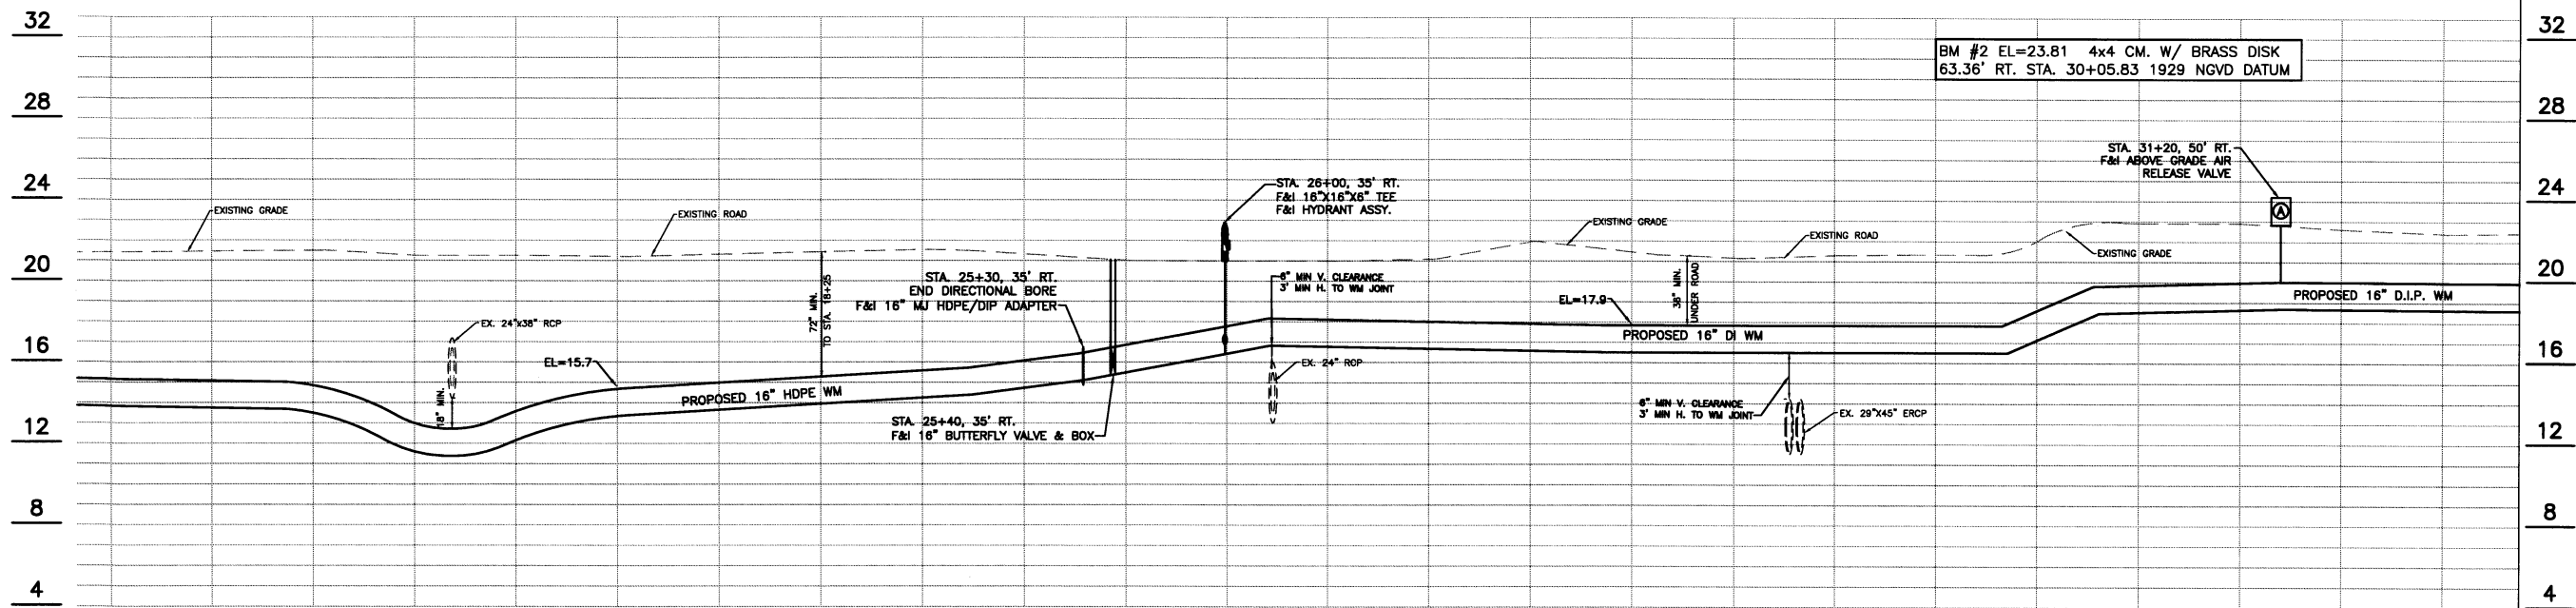 32
28
24
20
16
12
8
4
EXISTING GRADE
EX. 24"x38" RCP
18" MIN.
EL=15.7
EXISTING ROAD
PROPOSED 16" HDPE WM
72" MIN.
TO STA. 18+25
STA. 25+30, 35' RT.
END DIRECTIONAL BORE
F&I 16" MJ HDPE/DIP ADAPTER
STA. 25+40, 35' RT.
F&I 16" BUTTERFLY VALVE & BOX
STA. 26+00, 35' RT.
F&I 16"X16"X6" TEE
F&I HYDRANT ASSY.
6" MIN V. CLEARANCE
3' MIN H. TO WM JOINT
EX. 24" RCP
EXISTING GRADE
EL=17.9
36" MIN.
UNDER ROAD
PROPOSED 16" DI WM
EXISTING ROAD
6" MIN V. CLEARANCE
3' MIN H. TO WM JOINT
EX. 29"X45" ERCP
EXISTING GRADE
BM #2 EL=23.81 4x4 CM. W/ BRASS DISK
63.36' RT. STA. 30+05.83 1929 NGVD DATUM
STA. 31+20, 50' RT.
F&I ABOVE GRADE AIR
RELEASE VALVE
A
PROPOSED 16" D.I.P. WM
32
28
24
20
16
12
8
4